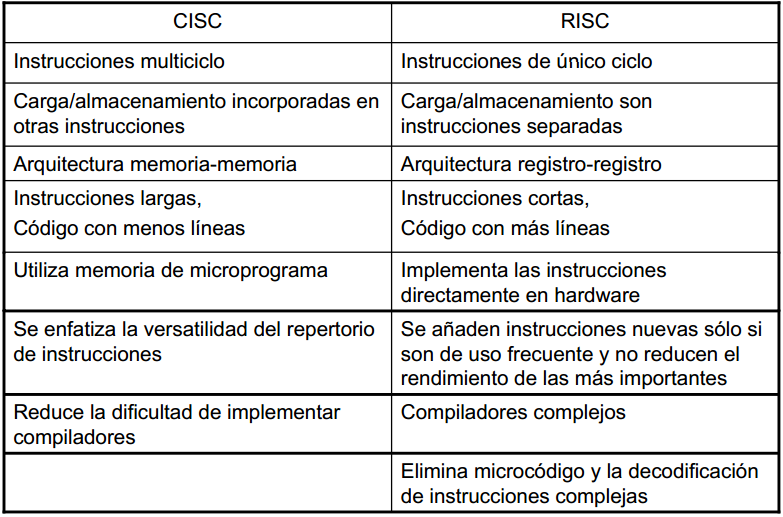 CISC
RISC
Instrucciones multiciclo
Instrucciones de único ciclo
Carga/almacenamiento incorporadas en
otras instrucciones
Carga/almacenamiento son
instrucciones separadas
Arquitectura memoria-memoria
Arquitectura registro-registro
Instrucciones largas,
Código con menos líneas
Instrucciones cortas,
Código con más líneas
Utiliza memoria de microprograma
Implementa las instrucciones
directamente en hardware
Se enfatiza la versatilidad del repertorio
de instrucciones
Se añaden instrucciones nuevas sólo si
son de uso frecuente y no reducen el
rendimiento de las más importantes
Reduce la dificultad de implementar
compiladores
Compiladores complejos
Elimina microcódigo y la decodificación
de instrucciones complejas